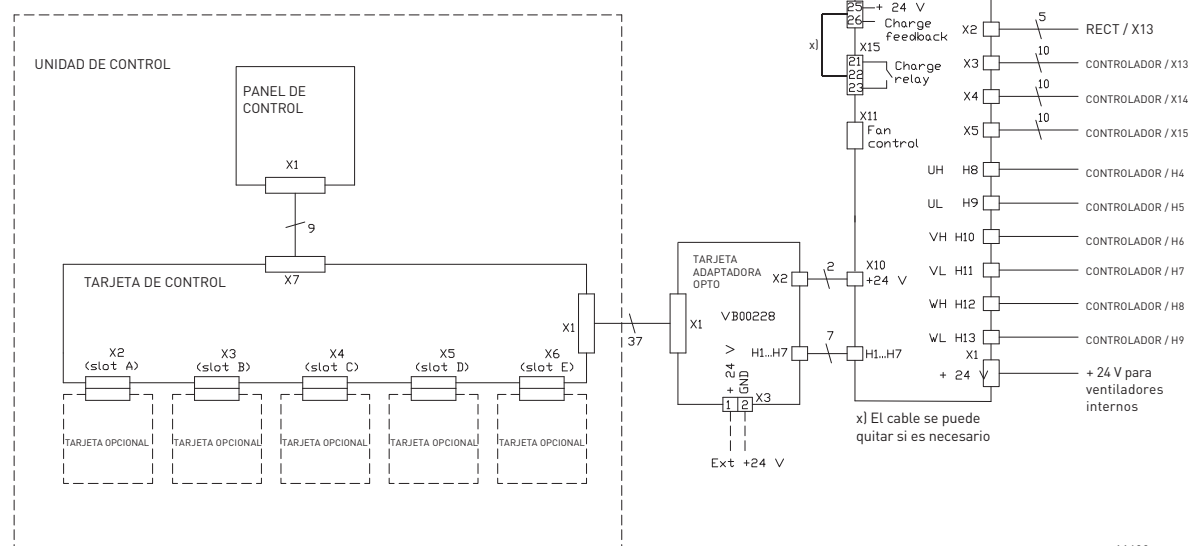 UNIDAD DE CONTROL
PANEL DE
CONTROL
X1
9
X7
TARJETA DE CONTROL
X1
37
X2
(slot A)
X3
(slot B)
X4
(slot C)
X5
(slot D)
X6
(slot E)
TARJETA OPCIONAL
TARJETA OPCIONAL
TARJETA OPCIONAL
TARJETA OPCIONAL
TARJETA OPCIONAL
TARJETA
ADAPTADORA
OPTO
X2
2
X1
VB00228
H1...H7
7
+ 24 V
GND
1 2
X3
Ext +24 V
25
+ 24 V
26
Charge
feedback
x)
X15
21
22
23
Charge
relay
X11
Fan
control
X10
+24 V
H1...H7
X2
5
RECT / X13
X3
10
CONTROLADOR / X13
X4
10
CONTROLADOR / X14
X5
10
CONTROLADOR / X15
UH H8
CONTROLADOR / H4
UL H9
CONTROLADOR / H5
VH H10
CONTROLADOR / H6
VL H11
CONTROLADOR / H7
WH H12
CONTROLADOR / H8
WL H13
CONTROLADOR / H9
X1
+ 24 V
+ 24 V para
ventiladores
internos
x) El cable se puede
quitar si es necesario